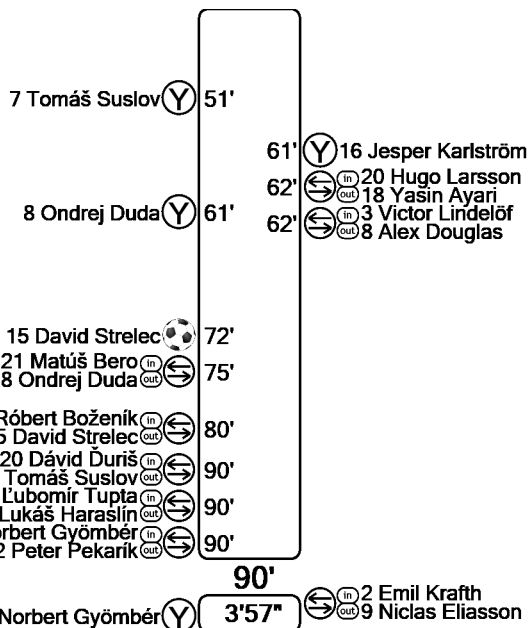 7 Tomáš Suslov Y 51'
61' Y 16 Jesper Karlström
62' in 20 Hugo Larsson
out 18 Yasin Ayari
8 Ondrej Duda Y 61'
62' in 3 Victor Lindelöf
out 8 Alex Douglas
15 David Strelec 72'
21 Matúš Bero in 75'
8 Ondrej Duda out
Róbert Boženík in 80'
5 David Strelec out
20 Dávid Ďuriš in 90'
Tomáš Suslov out
Ľubomír Tupta in 90'
Lukáš Haraslín out
orbert Gyömbér in 90'
2 Peter Pekarík out
90'
in 2 Emil Krafth
out 9 Niclas Eliasson
Norbert Gyömbér Y 3'57"